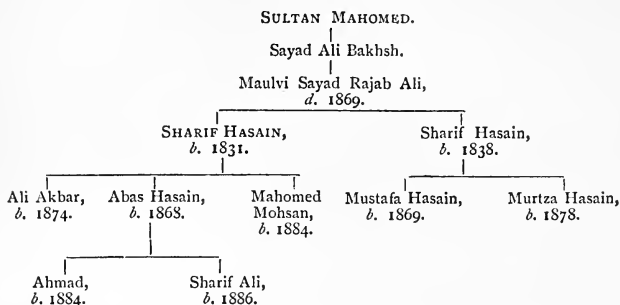 SULTAN MAHOMED.
Sayad Ali Bakhsh.
Maulvi Sayad Rajab Ali,
d. 1869.
SHARIF HASAIN,
b. 1831.
Sharif Hasain,
b. 1838.
Ali Akbar,
b. 1874.
Abas Hasain,
b. 1868.
Mahomed
Mohsan,
b. 1884.
Mustafa Hasain,
b. 1869.
Murtza Hasain,
b. 1878.
Ahmad,
b. 1884.
Sharif Ali,
b. 1886.